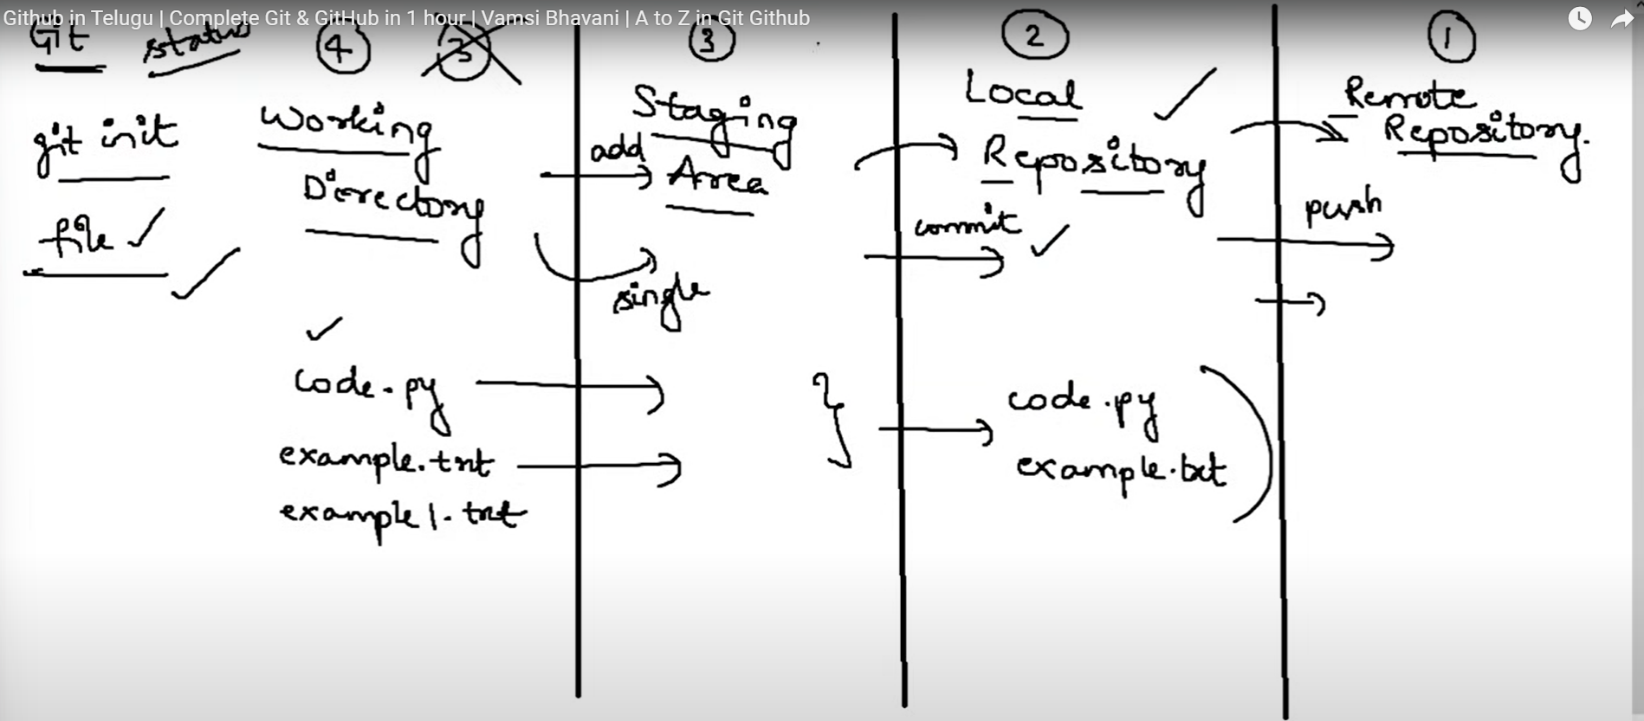 Github in Telugu | Complete Git & GitHub in 1 hour | Vamsi Bhavani | A to Z in Git Github
Git status
git init
file
4 3
Working
Directory
code.py
example.txt
example1.txt
3
Staging
Area
add
single
2
Local
Repository
commit
code.py
example.txt
1
Remote
Repository.
push